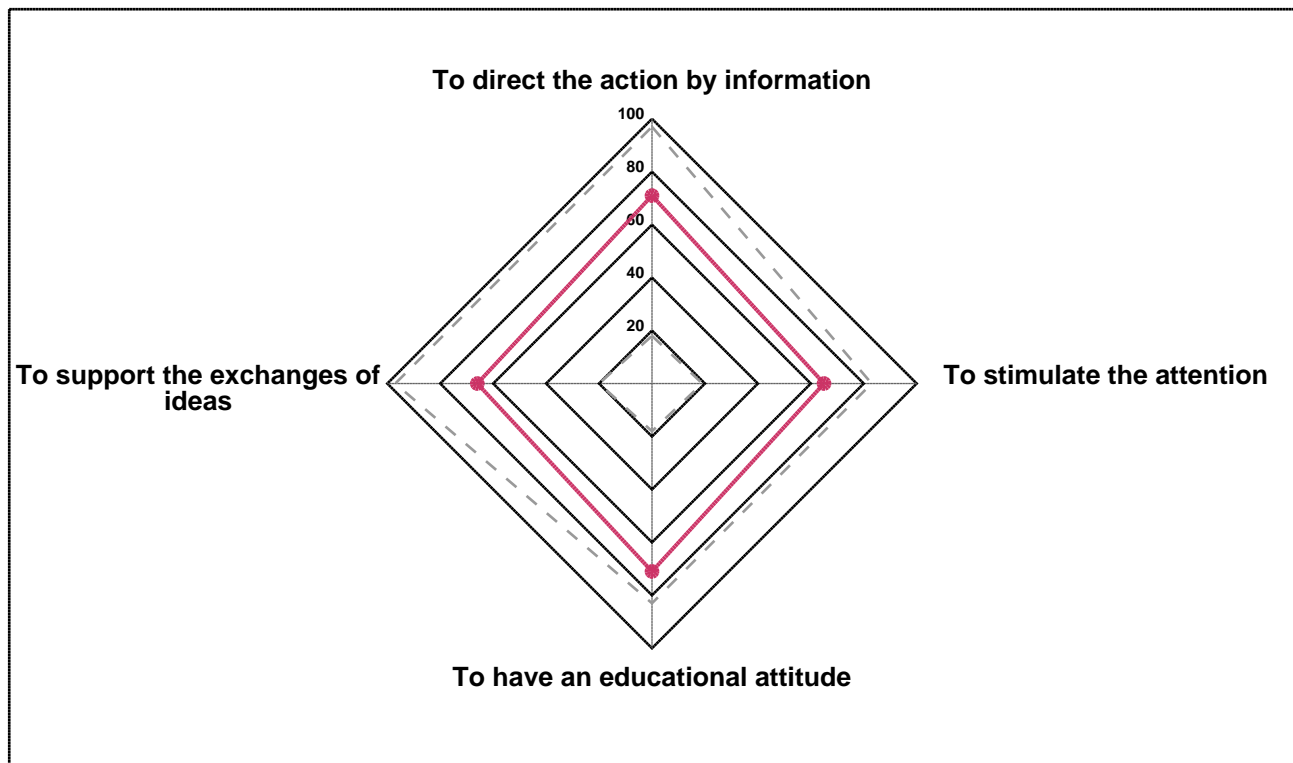 To direct the action by information
100
80
60
40
20
To support the exchanges of
ideas
To stimulate the attention
To have an educational attitude